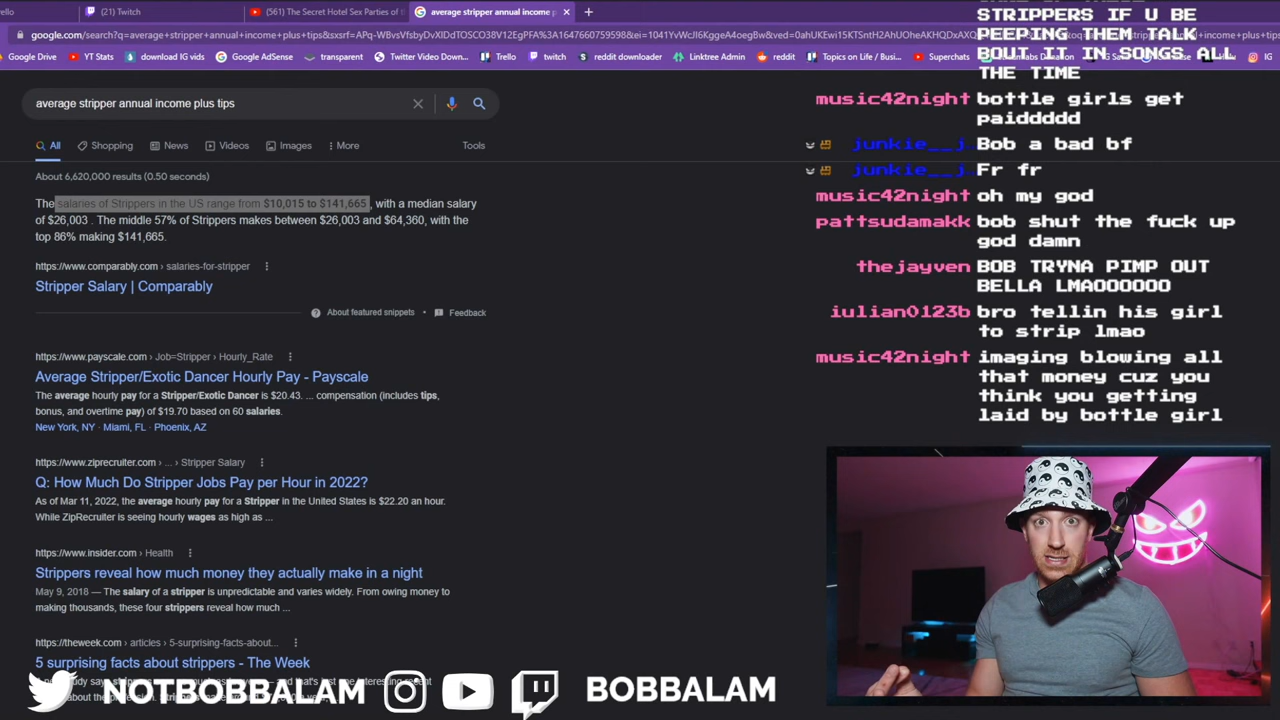 (21) Twitch
(561) The Secret Hotel Sex Parties of
average stripper annual income
google.com/search?q=average+stripper+annual+income+plus+tips
Google Drive
YT Stats
download IG vids
Google AdSense
transparent
Trello
Twitter Video Down...
twitch
reddit downloader
Linktree Admin
reddit
Topics on Life / Busi...
Superchats
IG
average stripper annual income plus tips
All
Shopping
News
Videos
Images
More
Tools
About 6,620,000 results (0.50 seconds)
The salaries of Strippers in the US range from $10,015 to $141,665 , with a median salary
of $26,003 . The middle 57% of Strippers makes between $26,003 and $64,360, with the
top 86% making $141,665.
https://www.comparably.com › salaries-for-stripper
Stripper Salary | Comparably
About featured snippets • Feedback
https://www.payscale.com › Job=Stripper › Hourly_Rate
Average Stripper/Exotic Dancer Hourly Pay - Payscale
The average hourly pay for a Stripper/Exotic Dancer is $20.43. ... compensation (includes tips,
bonus, and overtime pay) of $19.70 based on 60 salaries.
New York, NY · Miami, FL · Phoenix, AZ
https://www.ziprecruiter.com › ... › Stripper Salary
Q: How Much Do Stripper Jobs Pay per Hour in 2022?
As of Mar 11, 2022, the average hourly pay for a Stripper in the United States is $22.20 an hour.
While ZipRecruiter is seeing hourly wages as high as ...
https://www.insider.com › Health
Strippers reveal how much money they actually make in a night
May 9, 2018 — The salary of a stripper is unpredictable and varies widely. From owing money to
making thousands, these four strippers reveal how much ...
https://theweek.com › articles › 5-surprising-facts-about...
5 surprising facts about strippers - The Week
STRIPPERS IF U BE
PEEPING THEM TALK
BOUT IT IN SONGS ALL
THE TIME
music42night bottle girls get
paiddddd
junkie__j… Bob a bad bf
junkie__j… Fr fr
music42night oh my god
pattsudamakk bob shut the fuck up
god damn
thejayven BOB TRYNA PIMP OUT
BELLA LMAOOOOOO
iulian0123b bro tellin his girl
to strip lmao
music42night imaging blowing all
that money cuz you
think you getting
laid by bottle girl
NOTBOBBALAM
BOBBALAM